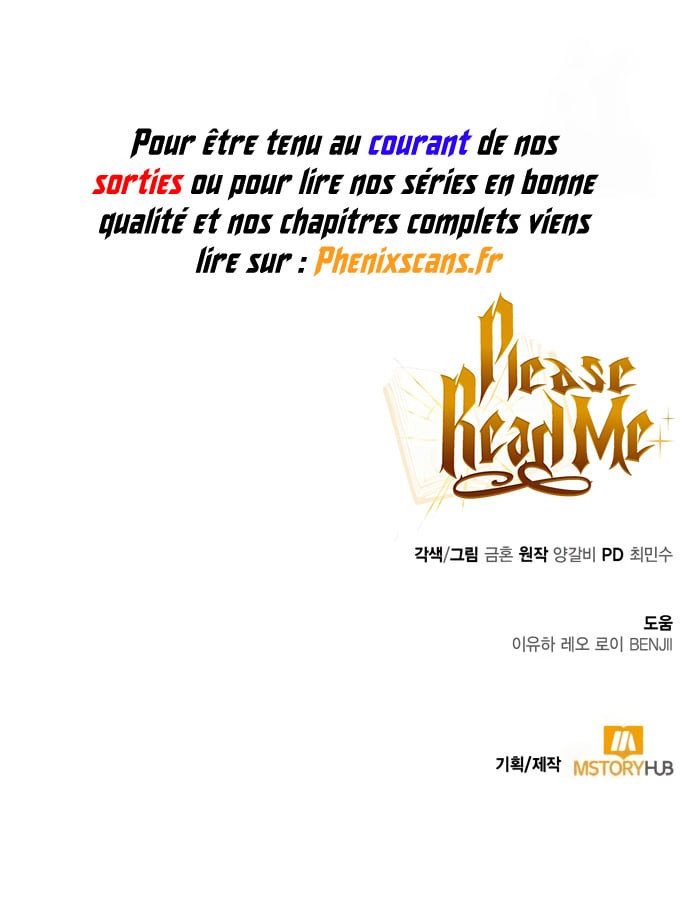 Pour être tenu au courant de nos
sorties ou pour lire nos séries en bonne
qualité et nos chapitres complets viens
lire sur : Phenixscans.fr
Please
Read Me
각색/그림 금혼 원작 양갈비 PD 최민수
도움
이유하 레오 로이 BENJII
기획/제작 MSTORYHUB